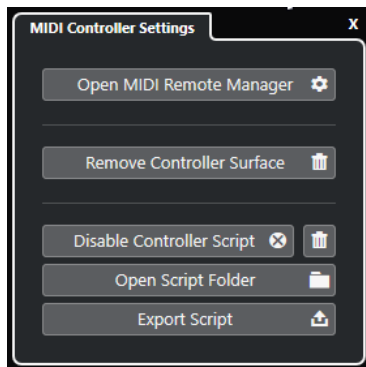 MIDI Controller Settings
X
Open MIDI Remote Manager
Remove Controller Surface
Disable Controller Script
Open Script Folder
Export Script